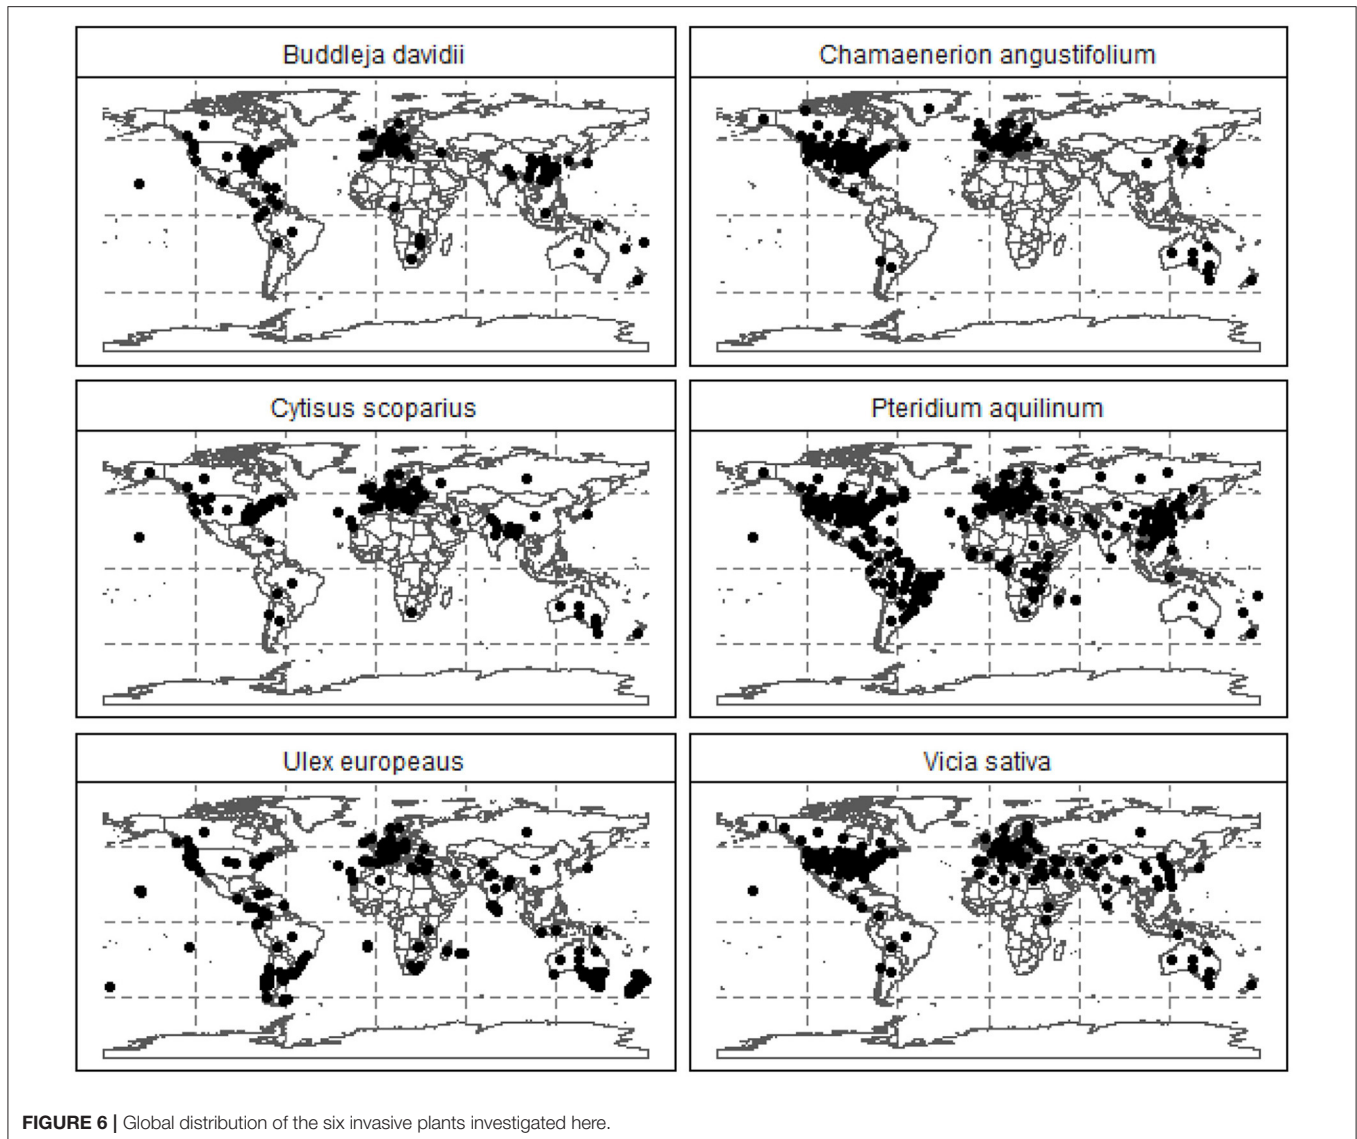 Buddleja davidii
Chamaenerion angustifolium
Cytisus scoparius
Pteridium aquilinum
Ulex europeaus
Vicia sativa
FIGURE 6 | Global distribution of the six invasive plants investigated here.